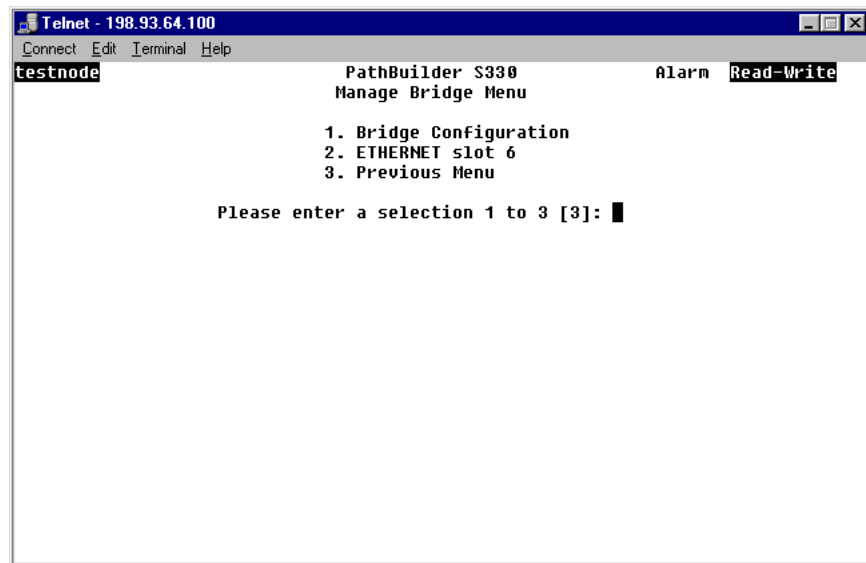 Telnet - 198.93.64.100
Connect Edit Terminal Help
testnode PathBuilder S330 Alarm Read-Write
Manage Bridge Menu
1. Bridge Configuration
2. ETHERNET slot 6
3. Previous Menu
Please enter a selection 1 to 3 [3]: